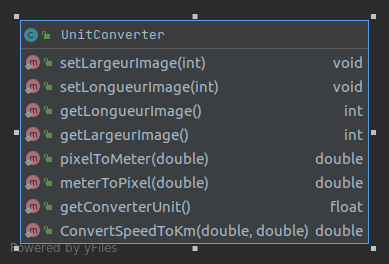 UnitConverter
setLargeurImage(int) void
setLongueurImage(int) void
getLongueurImage() int
getLargeurImage() int
pixelToMeter(double) double
meterToPixel(double) double
getConverterUnit() float
ConvertSpeedToKm(double, double) double
Powered by yFiles